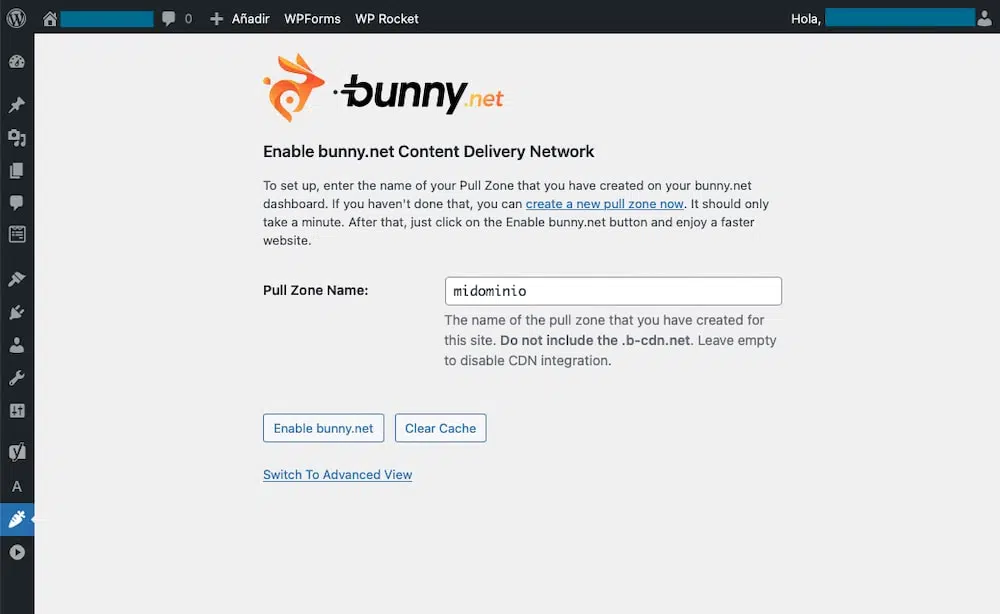 0 Añadir WPForms WP Rocket Hola,
bunny.net
Enable bunny.net Content Delivery Network
To set up, enter the name of your Pull Zone that you have created on your bunny.net
dashboard. If you haven't done that, you can create a new pull zone now. It should only
take a minute. After that, just click on the Enable bunny.net button and enjoy a faster
website.
Pull Zone Name: midominio
The name of the pull zone that you have created for
this site. Do not include the .b-cdn.net. Leave empty
to disable CDN integration.
Enable bunny.net Clear Cache
Switch To Advanced View
A